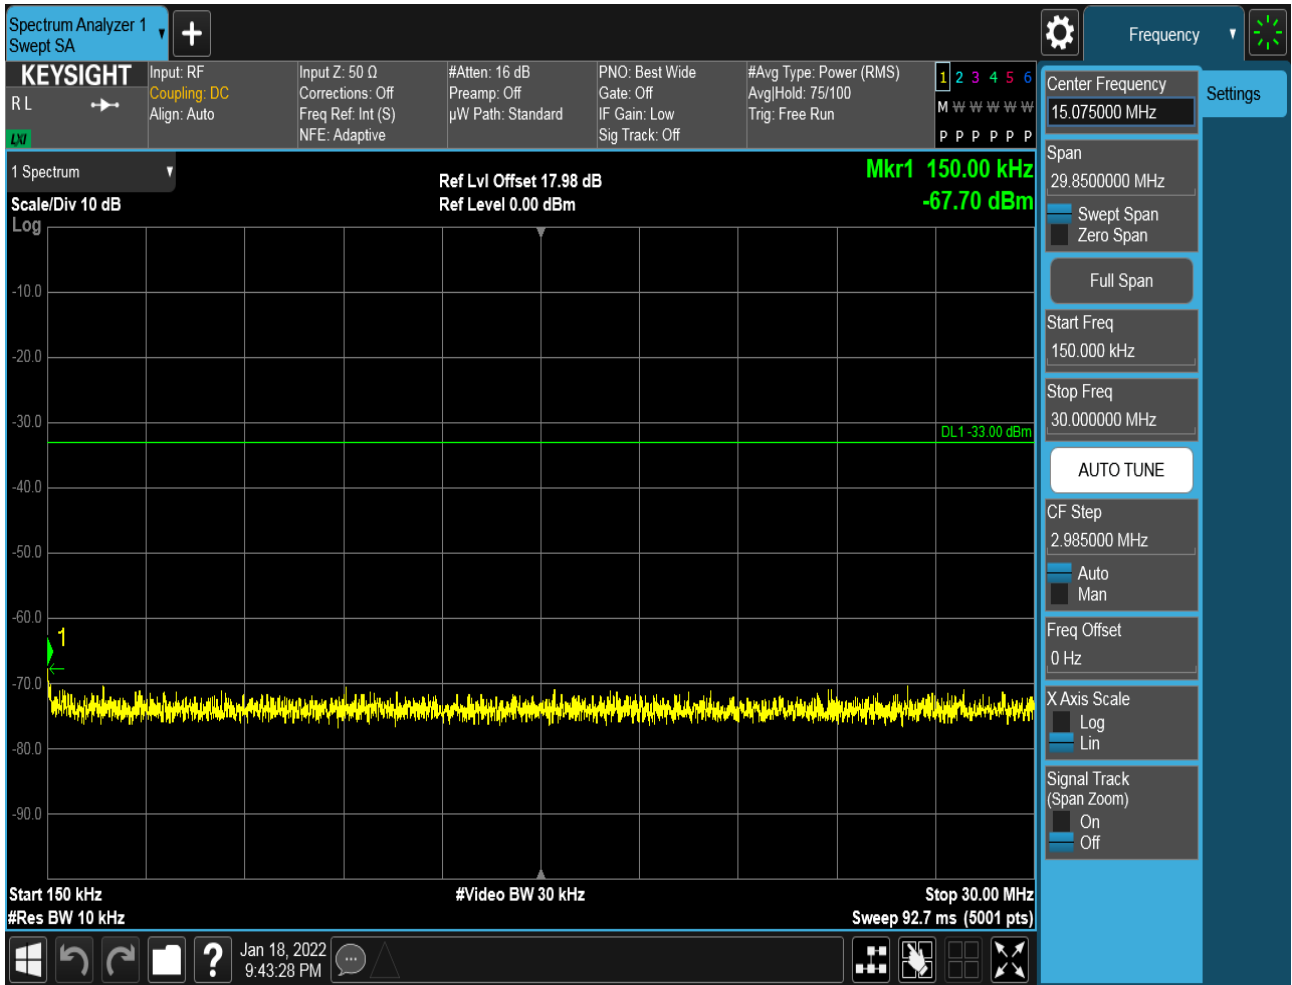 Spectrum Analyzer 1
Swept SA
Frequency
KEYSIGHT
R L
LXI
Input: RF
Coupling: DC
Align: Auto
Input Z: 50 Ω
Corrections: Off
Freq Ref: Int (S)
NFE: Adaptive
#Atten: 16 dB
Preamp: Off
µW Path: Standard
PNO: Best Wide
Gate: Off
IF Gain: Low
Sig Track: Off
#Avg Type: Power (RMS)
Avg|Hold: 75/100
Trig: Free Run
1 2 3 4 5 6
M W W W W W
P P P P P P
1 Spectrum
Scale/Div 10 dB
Log
Ref Lvl Offset 17.98 dB
Ref Level 0.00 dBm
Mkr1 150.00 kHz
-67.70 dBm
-10.0
-20.0
-30.0
DL1 -33.00 dBm
-40.0
-50.0
-60.0
1
-70.0
-80.0
-90.0
Start 150 kHz
#Video BW 30 kHz
Stop 30.00 MHz
#Res BW 10 kHz
Sweep 92.7 ms (5001 pts)
?
Jan 18, 2022
9:43:28 PM
Center Frequency
15.075000 MHz
Settings
Span
29.8500000 MHz
Swept Span
Zero Span
Full Span
Start Freq
150.000 kHz
Stop Freq
30.000000 MHz
AUTO TUNE
CF Step
2.985000 MHz
Auto
Man
Freq Offset
0 Hz
X Axis Scale
Log
Lin
Signal Track
(Span Zoom)
On
Off